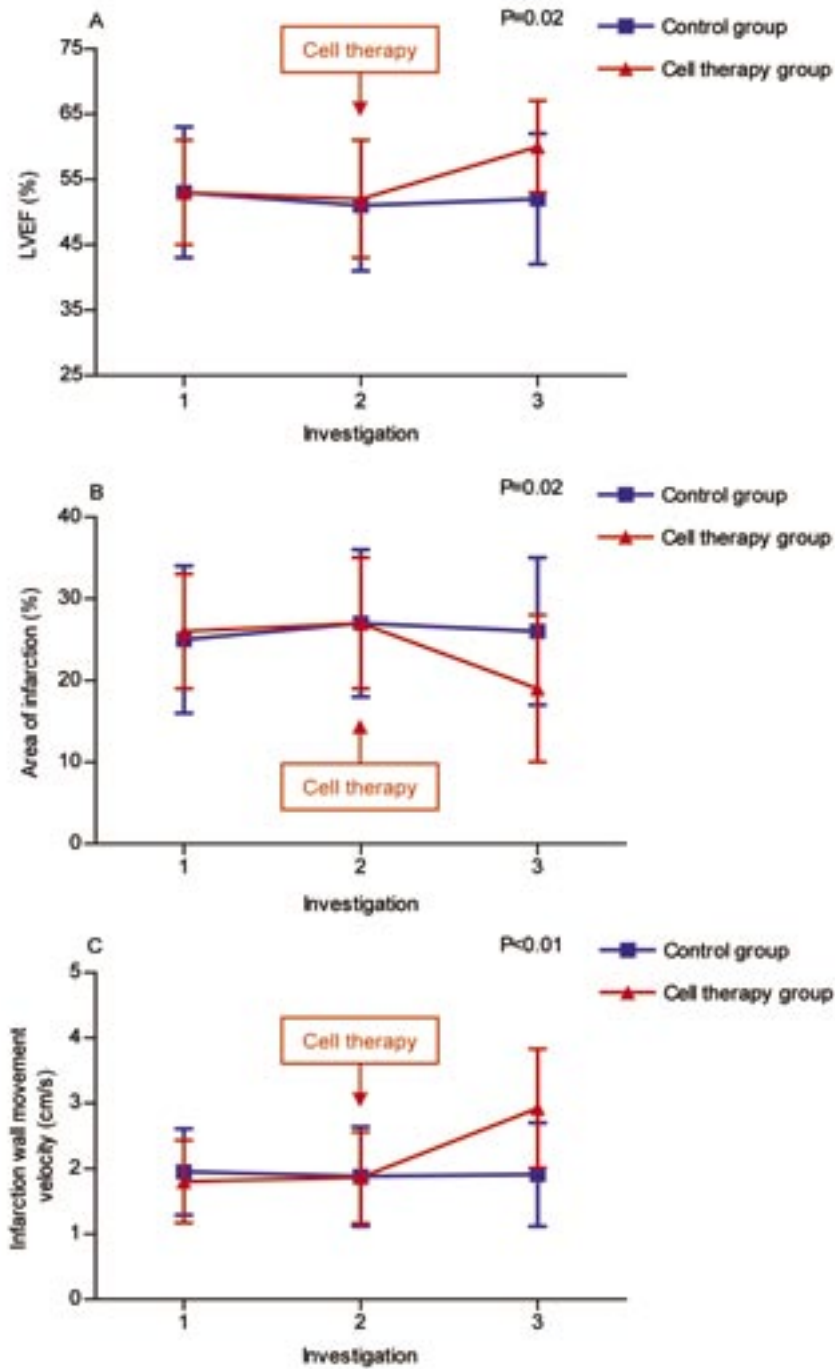 A
P=0.02
Control group
Cell therapy group
Cell therapy
75
65
55
45
35
25
LVEF (%)
1 2 3
Investigation
B
P=0.02
Control group
Cell therapy group
40
30
20
10
0
Area of infarction (%)
Cell therapy
1 2 3
Investigation
C
P<0.01
Control group
Cell therapy group
Cell therapy
5
4
3
2
1
0
Infarction wall movement
velocity (cm/s)
1 2 3
Investigation